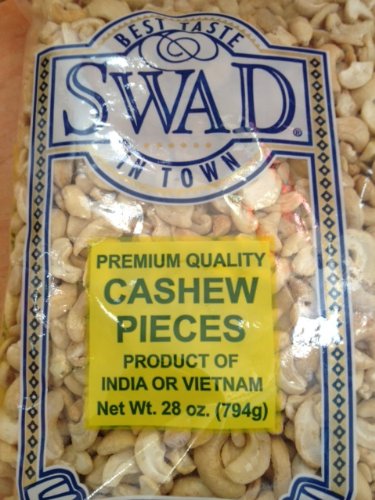 BEST TASTE
SWAD®
IN TOWN
PREMIUM QUALITY
CASHEW
PIECES
PRODUCT OF
INDIA OR VIETNAM
Net Wt. 28 oz. (794g)